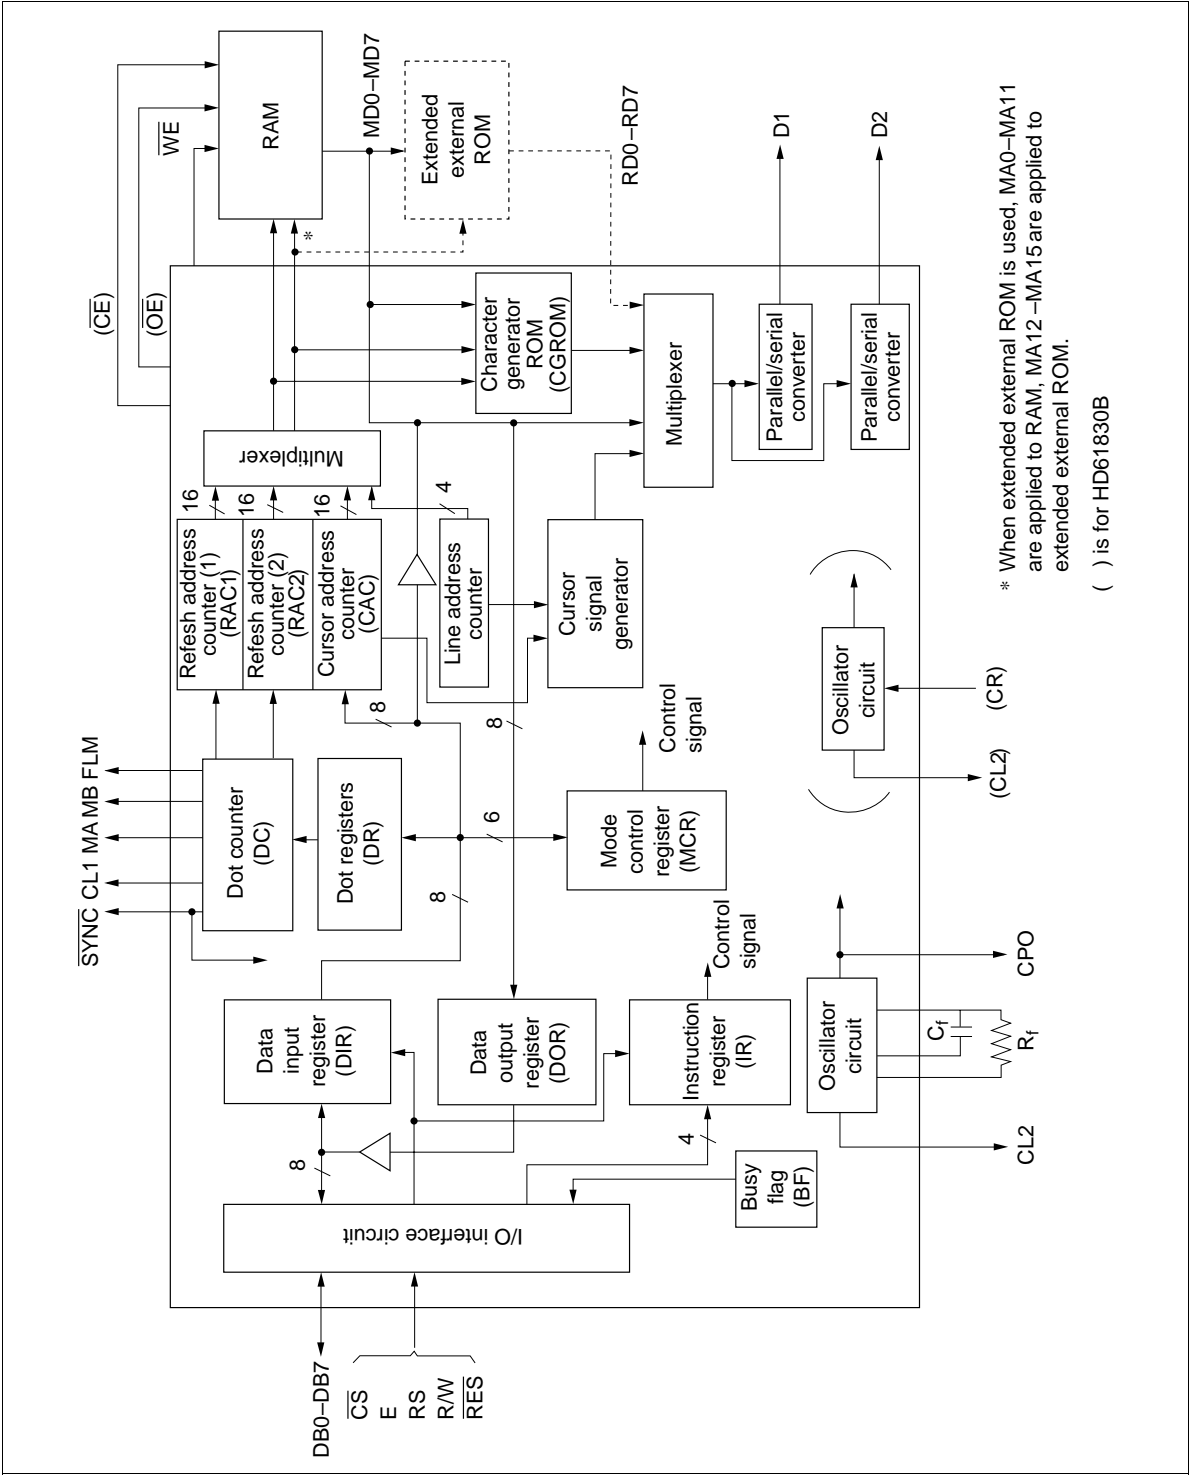 (CE)
(OE)
WE
RAM
MD0–MD7
Extended
external
ROM
RD0–RD7
*
Multiplexer
Character
generator
ROM
(CGROM)
Multiplexer
Parallel/serial
converter
D1
Parallel/serial
converter
D2
16
16
16
4
Refesh address
counter (1)
(RAC1)
Refesh address
counter (2)
(RAC2)
Cursor address
counter
(CAC)
Line address
counter
Cursor
signal
generator
8
8
SYNC CL1 MA MB FLM
Dot counter
(DC)
Dot registers
(DR)
8
6
Mode
control
register
(MCR)
Control
signal
Data
input
register
(DIR)
Data
output
register
(DOR)
Instruction
register
(IR)
Control
signal
8
4
I/O interface circuit
Busy
flag
(BF)
DB0–DB7
CS
E
RS
R/W
RES
Oscillator
circuit
Cf
Rf
CL2
CPO
Oscillator
circuit
(CL2)
(CR)
* When extended external ROM is used, MA0–MA11
are applied to RAM, MA12 –MA15 are applied to
extended external ROM.
( ) is for HD61830B